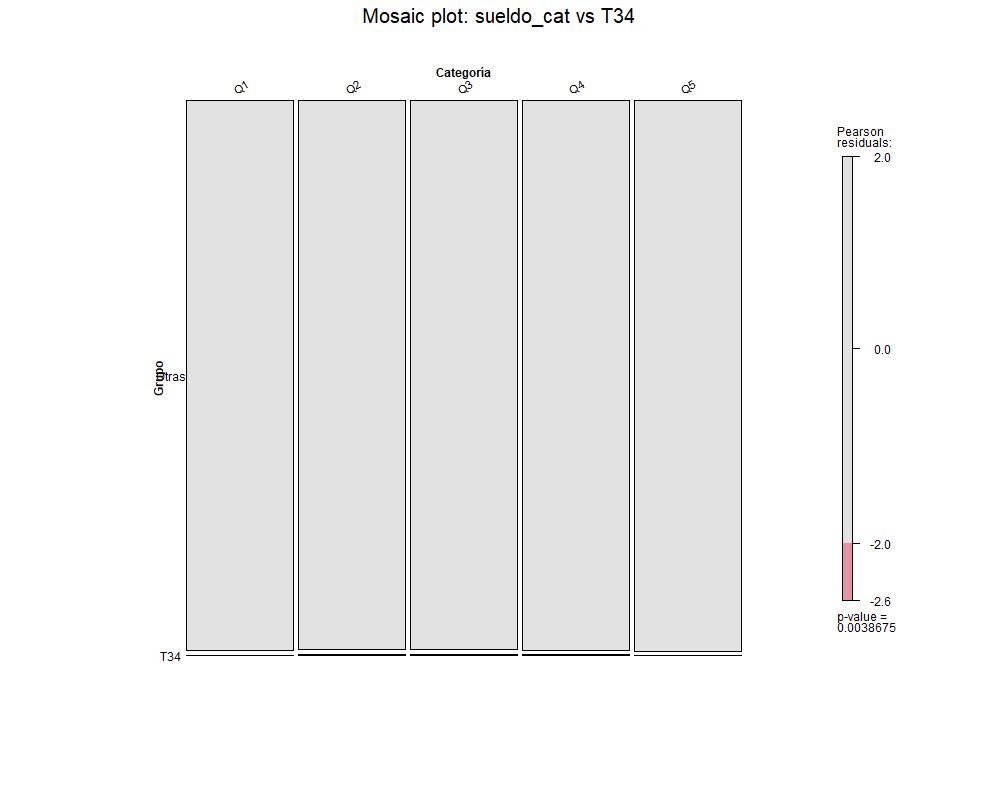 Mosaic plot: sueldo_cat vs T34
Categoría
Q1 Q2 Q3 Q4 Q5
Pearson
residuals:
2.0
0.0
-2.0
-2.6
p-value =
0.0038675
Grupo
Otras
T34